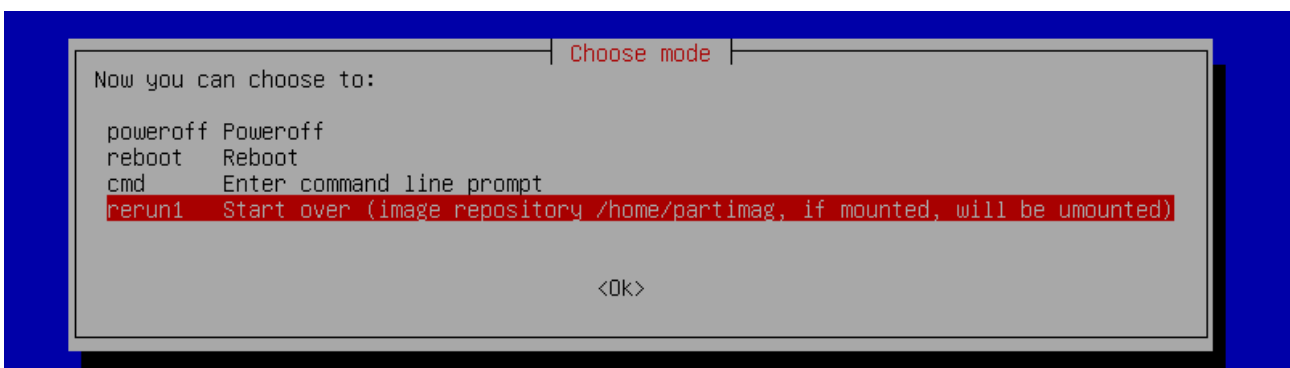 Choose mode
Now you can choose to:
poweroff Poweroff
reboot Reboot
cmd Enter command line prompt
rerun1 Start over (image repository /home/partimag, if mounted, will be umounted)
<Ok>